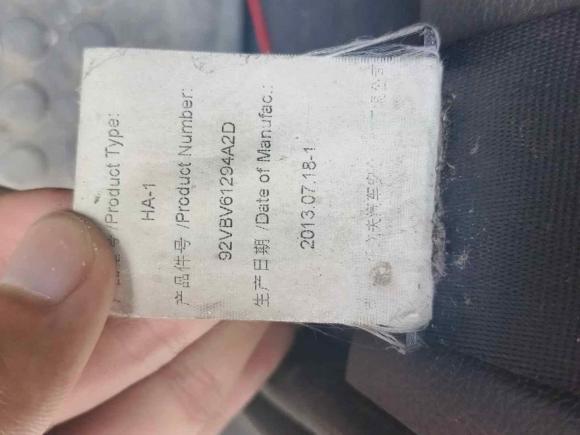 /Product Type:
HA-1
产品件号 /Product Number:
92VBV61294A2D
生产日期 /Date of Manufac.:
2013.07.18-1